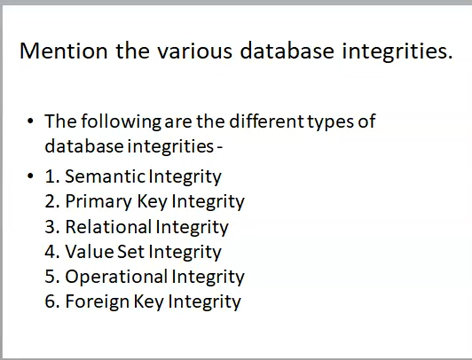 Mention the various database integrities.
• The following are the different types of
database integrities -
• 1. Semantic Integrity
2. Primary Key Integrity
3. Relational Integrity
4. Value Set Integrity
5. Operational Integrity
6. Foreign Key Integrity